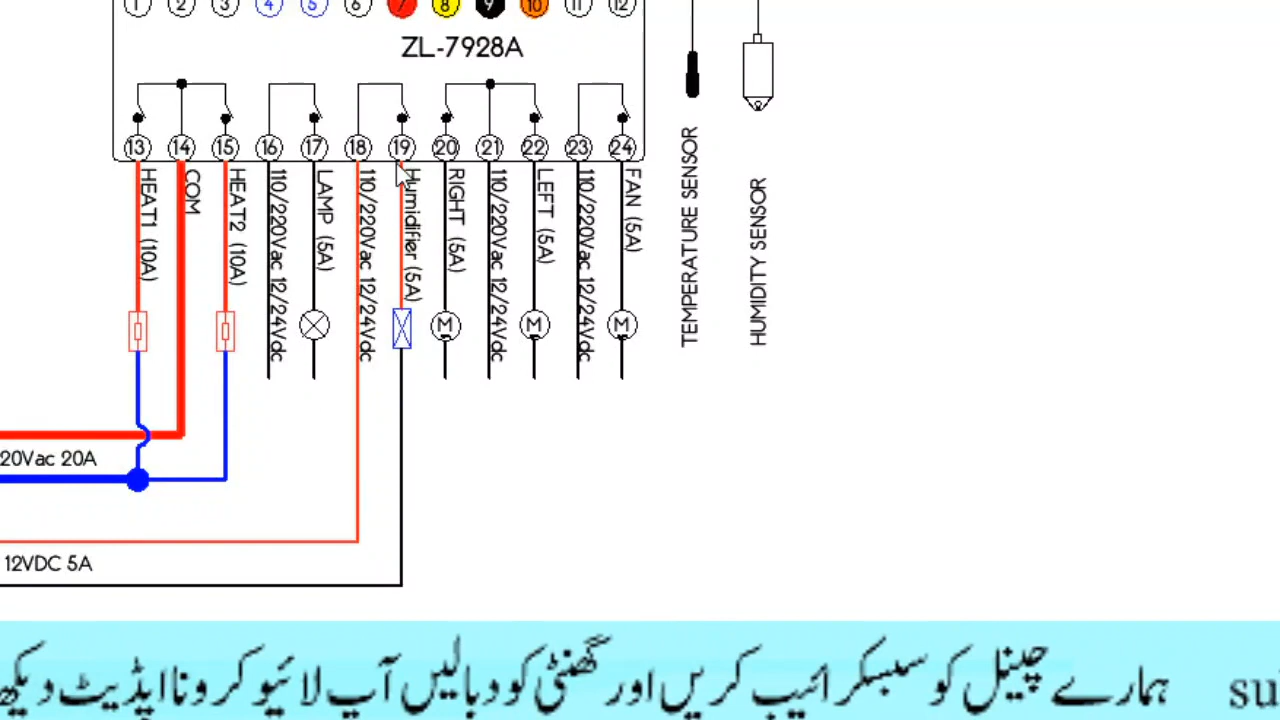 1 2 3 4 5 6 7 8 9 10 11 12
ZL-7928A
13 14 15 16 17 18 19 20 21 22 23 24
HEAT1 (10A)
COM
HEAT2 (10A)
110/220Vac 12/24Vdc
LAMP (5A)
110/220Vac 12/24Vdc
Humidifier (5A)
RIGHT (5A)
110/220Vac 12/24Vdc
LEFT (5A)
110/220Vac 12/24Vdc
FAN (5A)
TEMPERATURE SENSOR
HUMIDITY SENSOR
M M M
20Vac 20A
12VDC 5A
ہمارے چینل کو سبسکرائیب کریں اور گھنٹی کو دبا لیں آپ لائیو کرونا اپڈیٹ دیکھ su